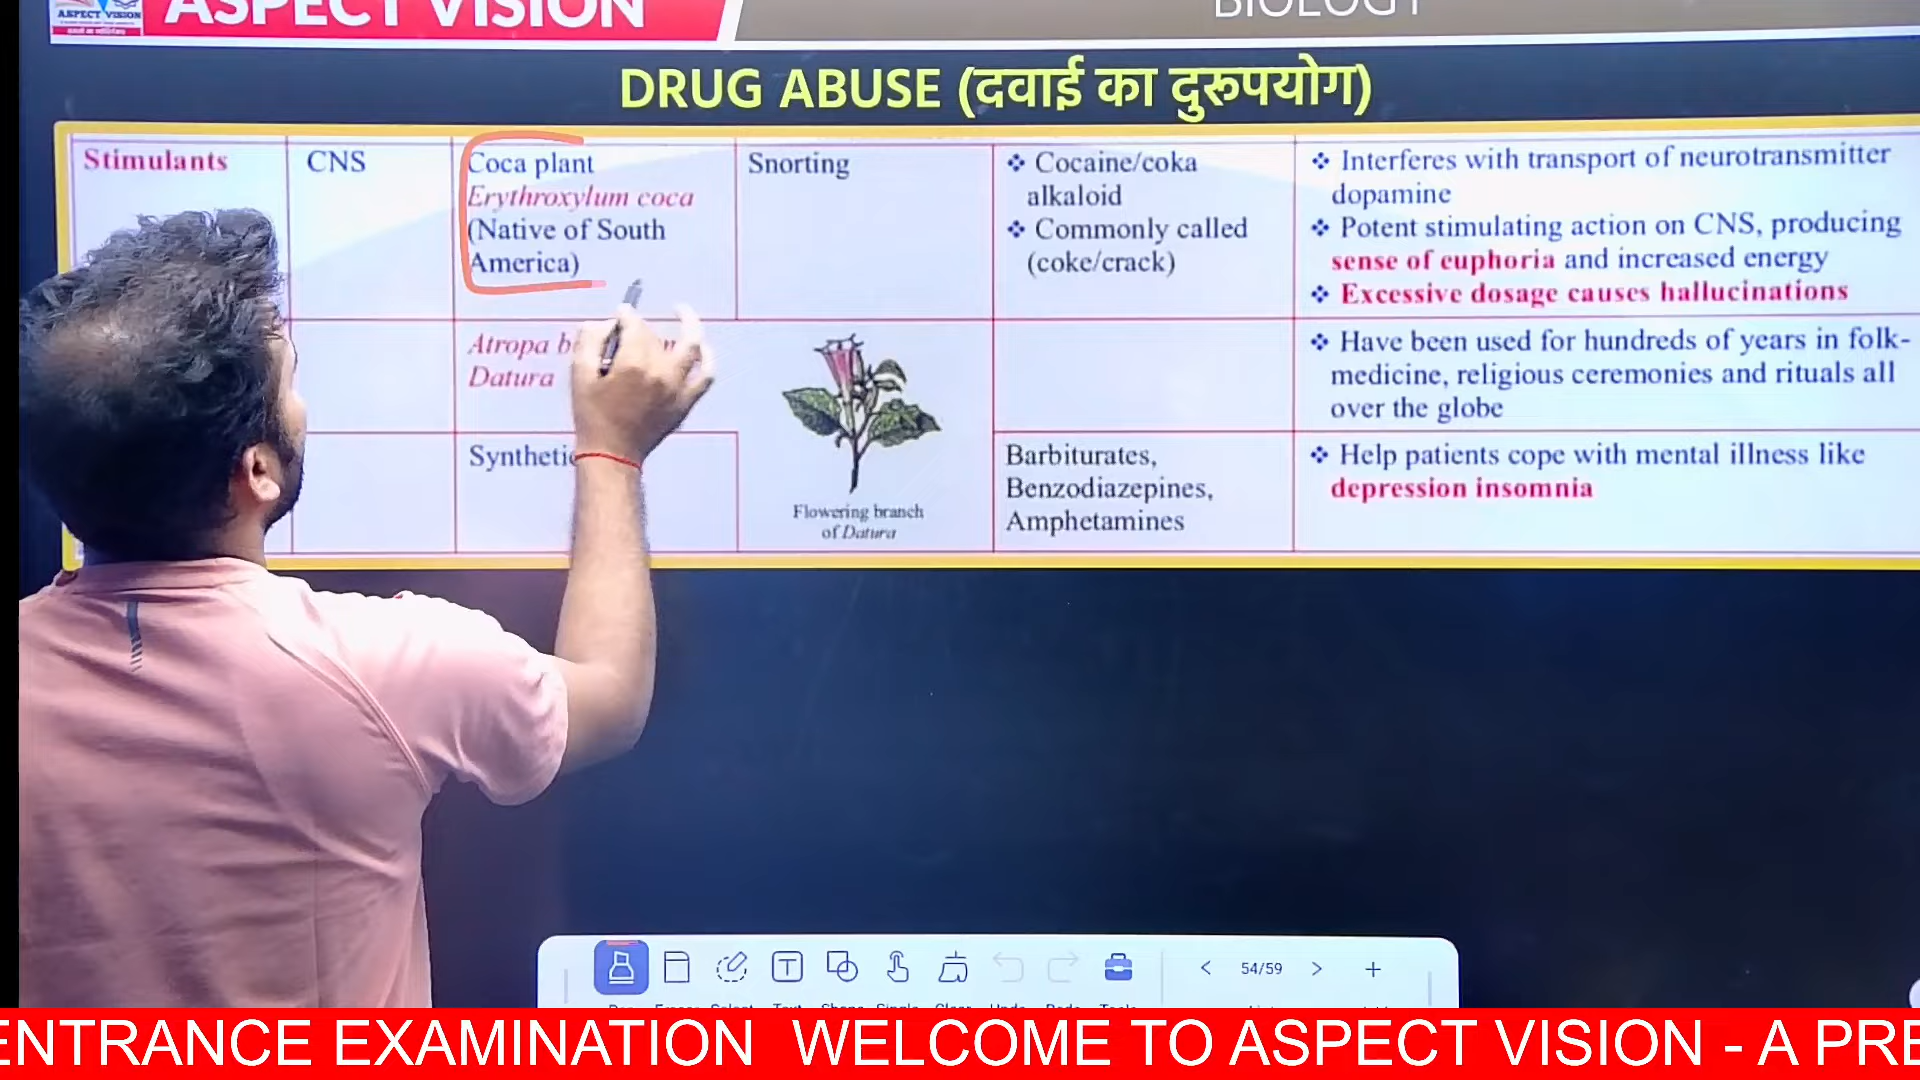 ASPECT VISION
ASPECT VISION
BIOLOGY
DRUG ABUSE (दवाई का दुरूपयोग)
Stimulants
CNS
Coca plant
Erythroxylum coca
(Native of South
America)
Snorting
❖ Cocaine/coka
alkaloid
❖ Commonly called
(coke/crack)
❖ Interferes with transport of neurotransmitter
dopamine
❖ Potent stimulating action on CNS, producing
sense of euphoria and increased energy
❖ Excessive dosage causes hallucinations
Atropa
Datura
Flowering branch
of Datura
❖ Have been used for hundreds of years in folk-
medicine, religious ceremonies and rituals all
over the globe
Synthetic
Barbiturates,
Benzodiazepines,
Amphetamines
❖ Help patients cope with mental illness like
depression insomnia
54/59
ENTRANCE EXAMINATION WELCOME TO ASPECT VISION - A PRE